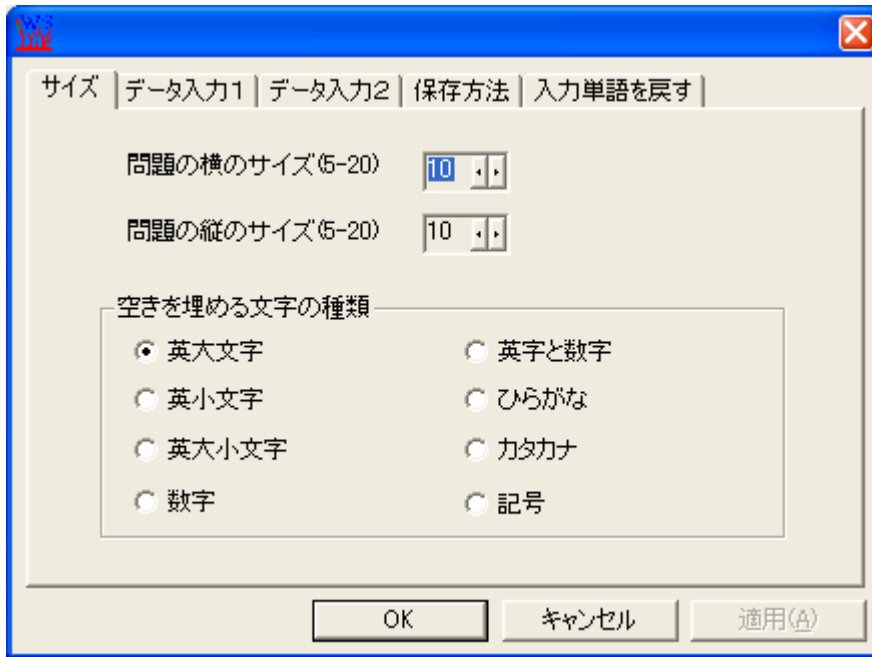 サイズ データ入力1 データ入力2 保存方法 入力単語を戻す
問題の横のサイズ(5-20) 10
問題の縦のサイズ(5-20) 10
空きを埋める文字の種類
英大文字 英字と数字
英小文字 ひらがな
英大小文字 カタカナ
数字 記号
OK キャンセル 適用(A)